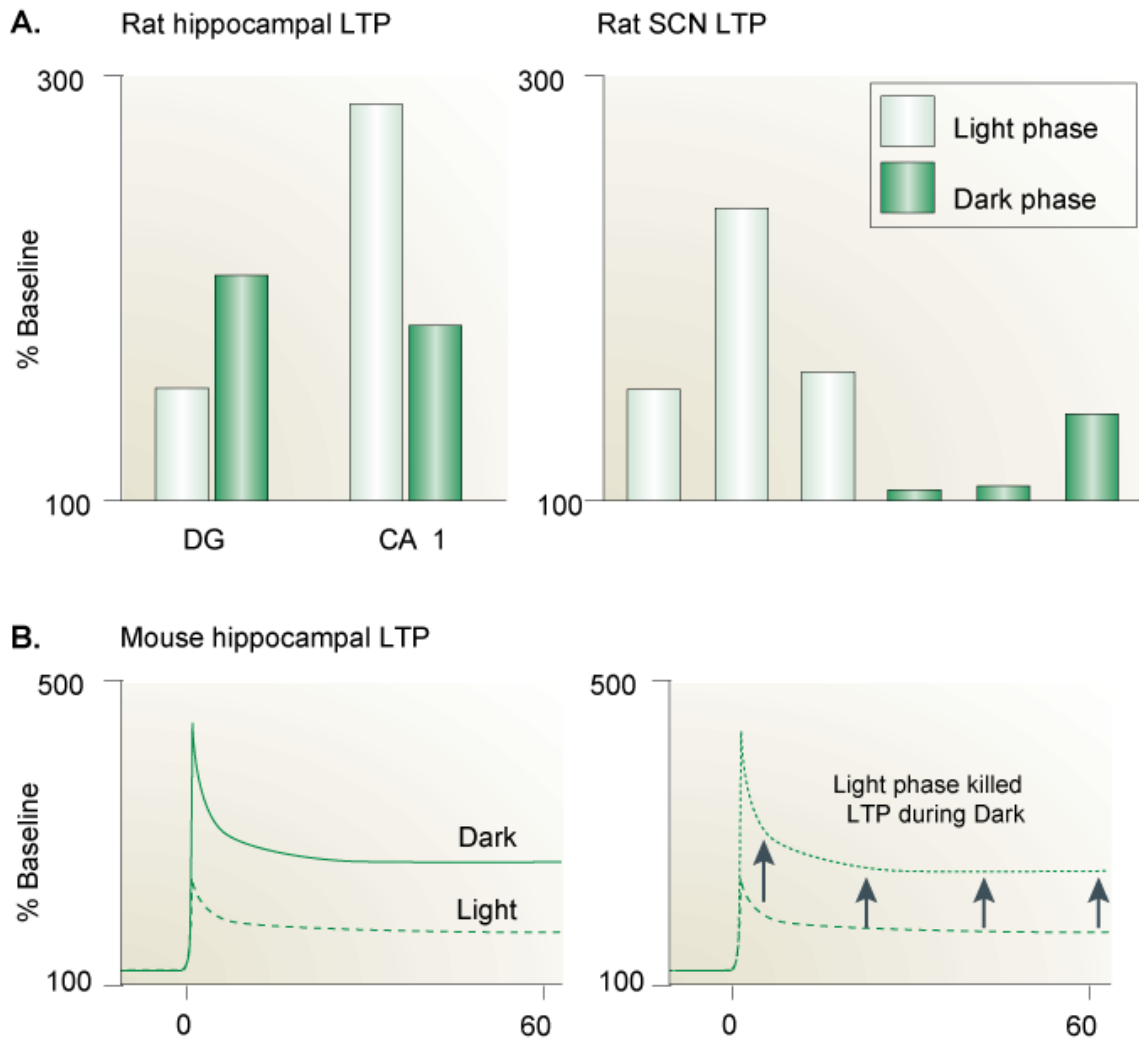 A.
Rat hippocampal LTP
Rat SCN LTP
300
300
Light phase
Dark phase
% Baseline
100
100
DG
CA 1
B.
Mouse hippocampal LTP
500
500
Light phase killed
LTP during Dark
Dark
% Baseline
Light
100
100
0
60
0
60